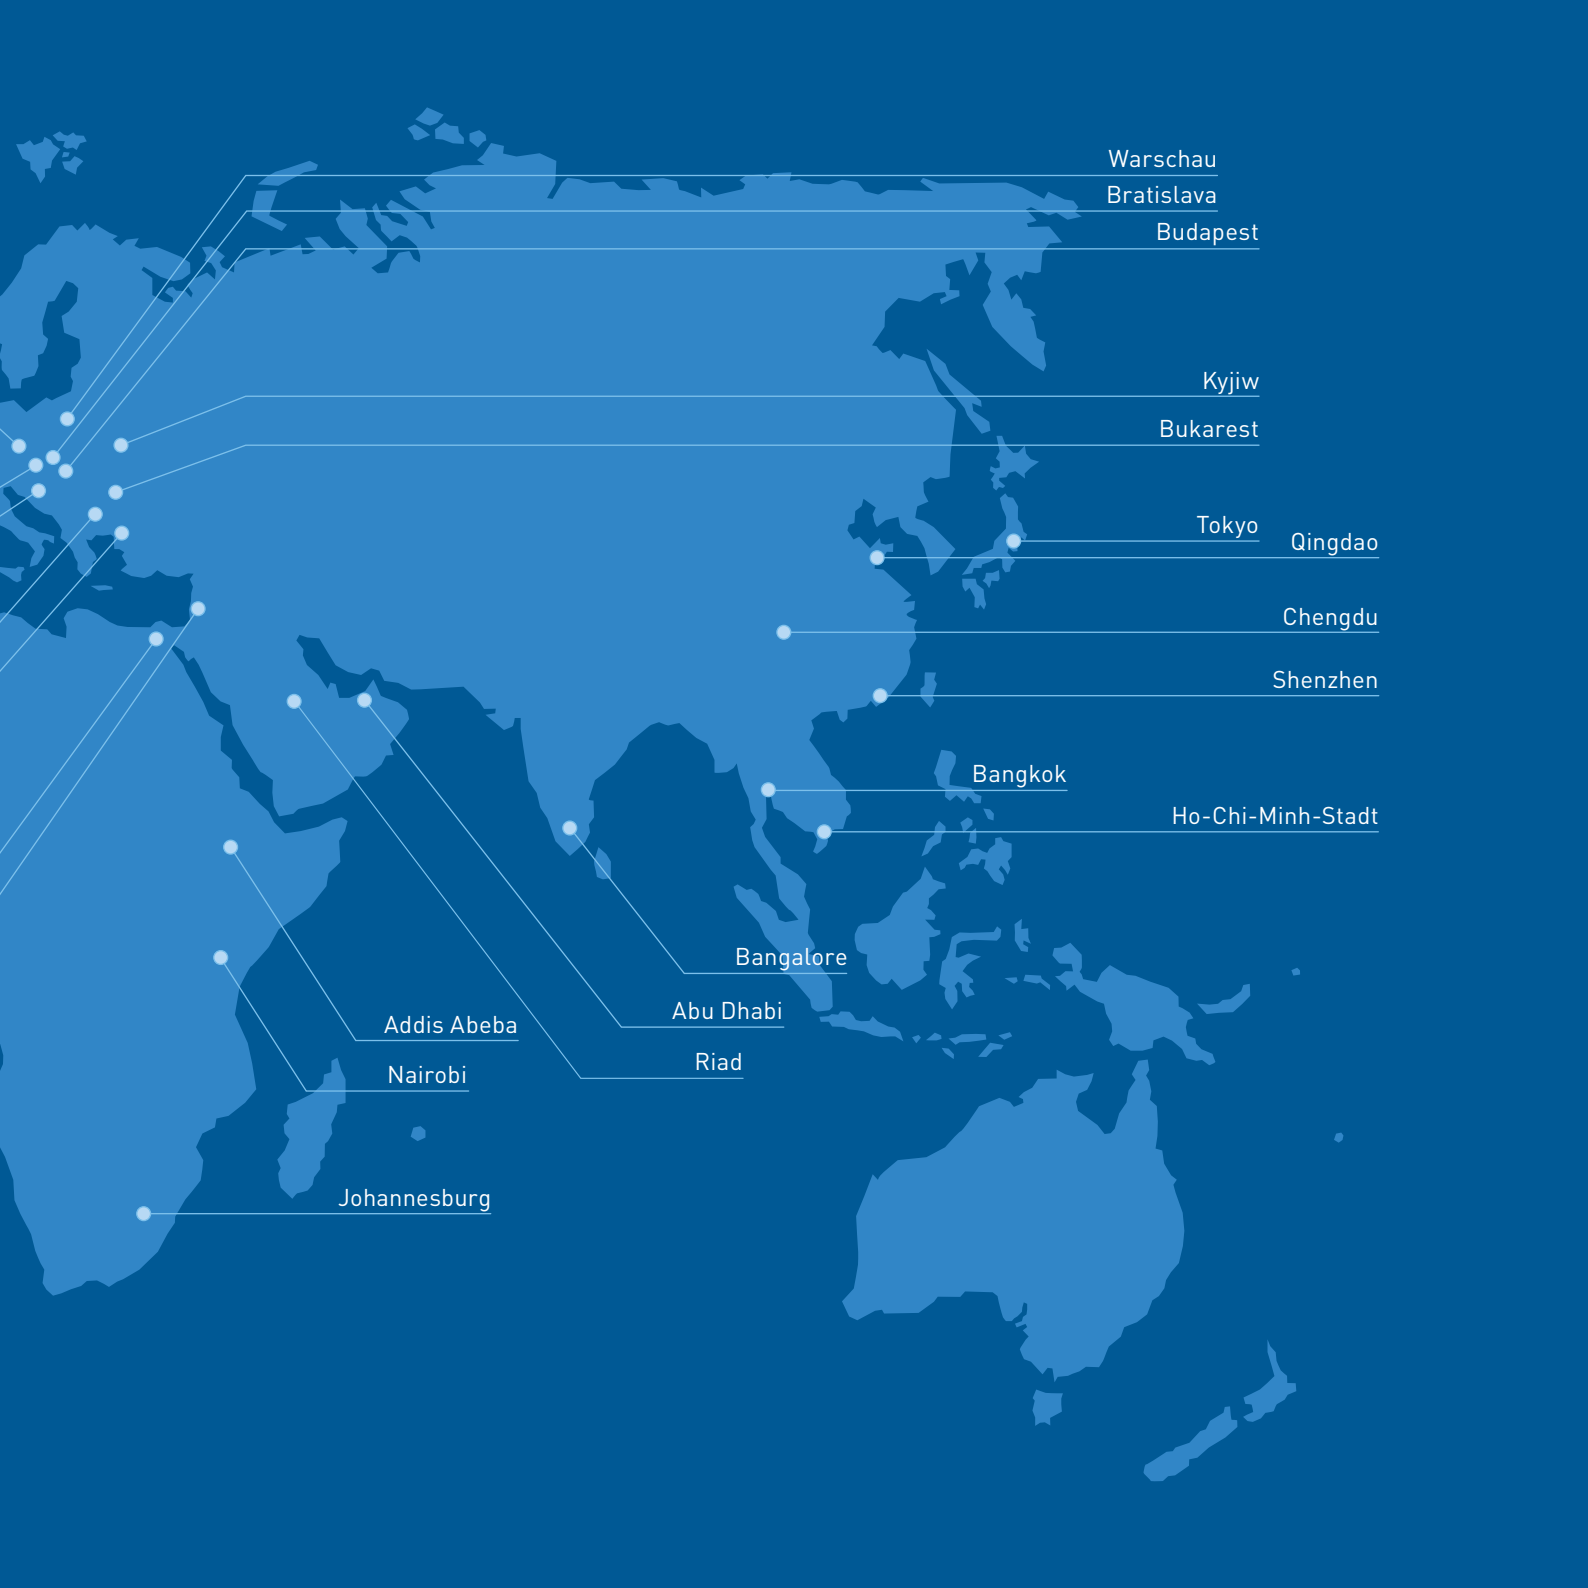 Warschau
Bratislava
Budapest
Kyjiw
Bukarest
Tokyo
Qingdao
Chengdu
Shenzhen
Bangkok
Ho-Chi-Minh-Stadt
Bangalore
Abu Dhabi
Addis Abeba
Riad
Nairobi
Johannesburg